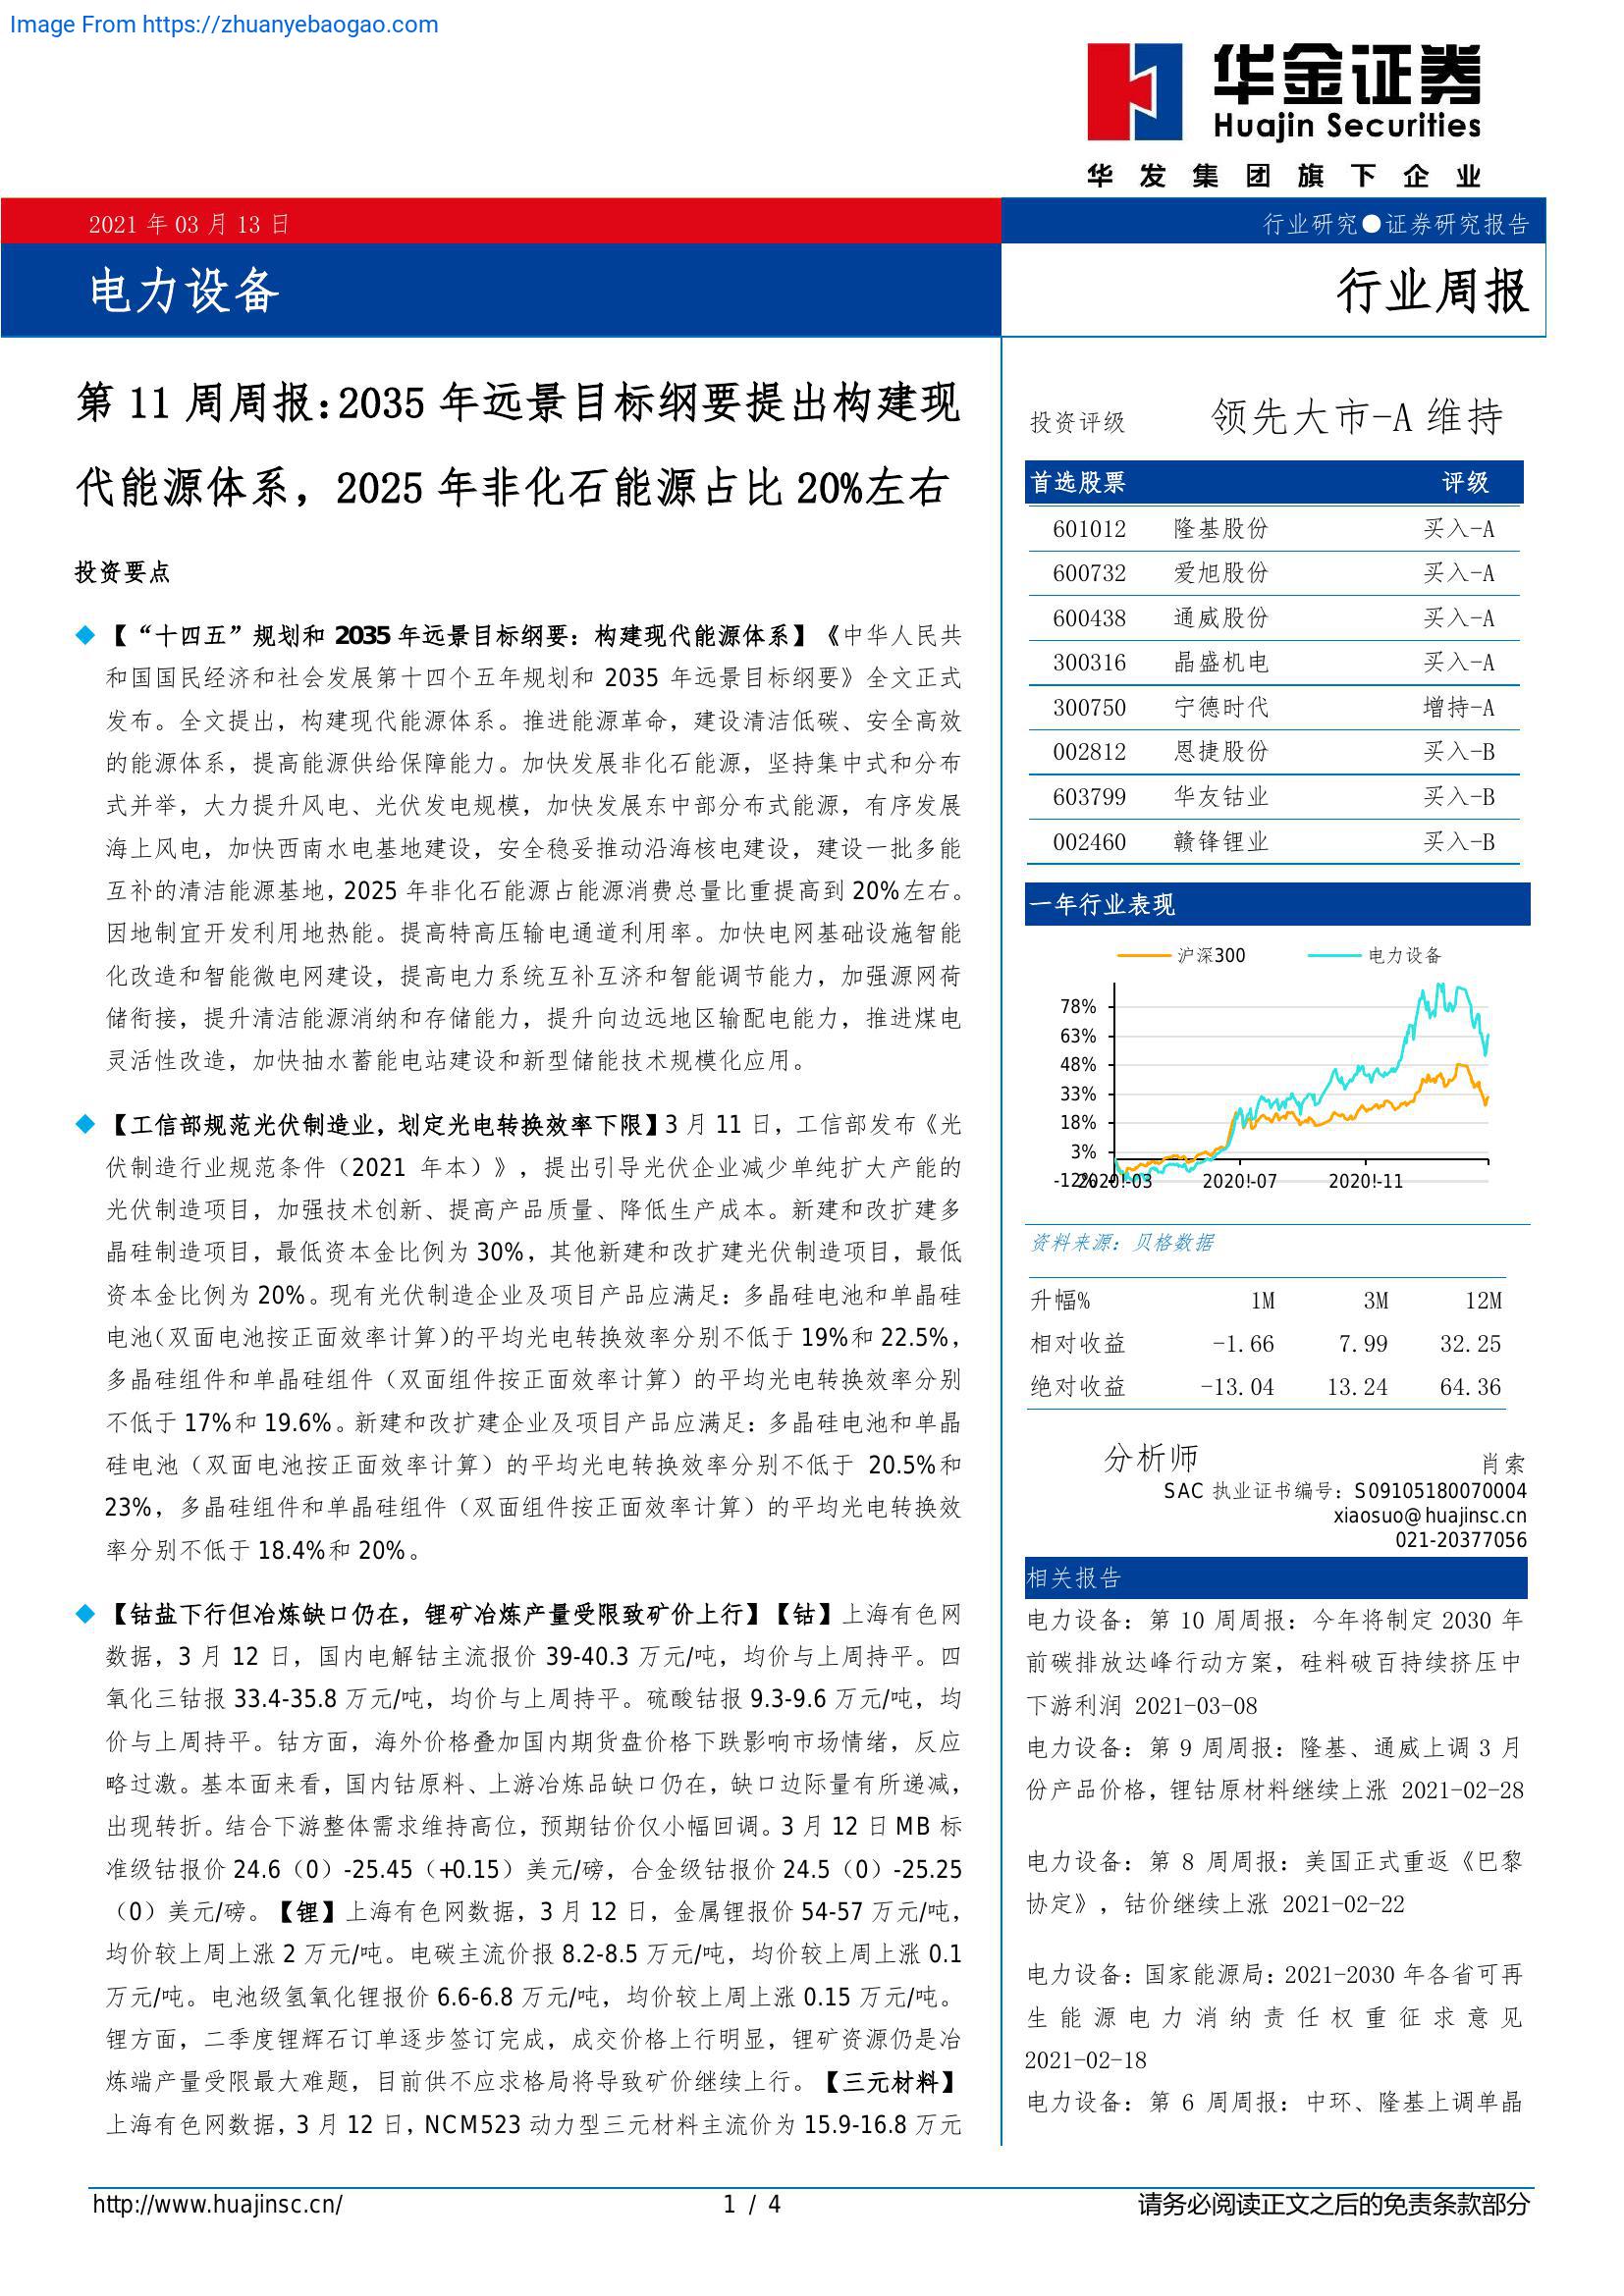 Image From https://zhuanyebaogao.com
华金证券
Huajin Securities
华发集团旗下企业
2021 年 03 月 13 日
行业研究●证券研究报告
电力设备
行业周报
第 11 周周报：2035 年远景目标纲要提出构建现
代能源体系，2025 年非化石能源占比 20%左右
投资要点
◆ 【“十四五”规划和 2035 年远景目标纲要：构建现代能源体系】《中华人民共
和国国民经济和社会发展第十四个五年规划和 2035 年远景目标纲要》全文正式
发布。全文提出，构建现代能源体系。推进能源革命，建设清洁低碳、安全高效
的能源体系，提高能源供给保障能力。加快发展非化石能源，坚持集中式和分布
式并举，大力提升风电、光伏发电规模，加快发展东中部分布式能源，有序发展
海上风电，加快西南水电基地建设，安全稳妥推动沿海核电建设，建设一批多能
互补的清洁能源基地，2025 年非化石能源占能源消费总量比重提高到 20%左右。
因地制宜开发利用地热能。提高特高压输电通道利用率。加快电网基础设施智能
化改造和智能微电网建设，提高电力系统互补互济和智能调节能力，加强源网荷
储衔接，提升清洁能源消纳和存储能力，提升向边远地区输配电能力，推进煤电
灵活性改造，加快抽水蓄能电站建设和新型储能技术规模化应用。
◆ 【工信部规范光伏制造业，划定光电转换效率下限】3 月 11 日，工信部发布《光
伏制造行业规范条件（2021 年本）》，提出引导光伏企业减少单纯扩大产能的
光伏制造项目，加强技术创新、提高产品质量、降低生产成本。新建和改扩建多
晶硅制造项目，最低资本金比例为 30%，其他新建和改扩建光伏制造项目，最低
资本金比例为 20%。现有光伏制造企业及项目产品应满足：多晶硅电池和单晶硅
电池（双面电池按正面效率计算）的平均光电转换效率分别不低于 19%和 22.5%，
多晶硅组件和单晶硅组件（双面组件按正面效率计算）的平均光电转换效率分别
不低于 17%和 19.6%。新建和改扩建企业及项目产品应满足：多晶硅电池和单晶
硅电池（双面电池按正面效率计算）的平均光电转换效率分别不低于 20.5%和
23%，多晶硅组件和单晶硅组件（双面组件按正面效率计算）的平均光电转换效
率分别不低于 18.4%和 20%。
◆ 【钴盐下行但冶炼缺口仍在，锂矿冶炼产量受限致矿价上行】【钴】上海有色网
数据，3 月 12 日，国内电解钴主流报价 39-40.3 万元/吨，均价与上周持平。四
氧化三钴报 33.4-35.8 万元/吨，均价与上周持平。硫酸钴报 9.3-9.6 万元/吨，均
价与上周持平。钴方面，海外价格叠加国内期货盘价格下跌影响市场情绪，反应
略过激。基本面来看，国内钴原料、上游冶炼品缺口仍在，缺口边际量有所递减，
出现转折。结合下游整体需求维持高位，预期钴价仅小幅回调。3 月 12 日 MB 标
准级钴报价 24.6（0）-25.45（+0.15）美元/磅，合金级钴报价 24.5（0）-25.25
（0）美元/磅。【锂】上海有色网数据，3 月 12 日，金属锂报价 54-57 万元/吨，
均价较上周上涨 2 万元/吨。电碳主流价报 8.2-8.5 万元/吨，均价较上周上涨 0.1
万元/吨。电池级氢氧化锂报价 6.6-6.8 万元/吨，均价较上周上涨 0.15 万元/吨。
锂方面，二季度锂辉石订单逐步签订完成，成交价格上行明显，锂矿资源仍是冶
炼端产量受限最大难题，目前供不应求格局将导致矿价继续上行。【三元材料】
上海有色网数据，3 月 12 日，NCM523 动力型三元材料主流价为 15.9-16.8 万元
投资评级 领先大市-A 维持
首选股票 评级
601012 隆基股份 买入-A
600732 爱旭股份 买入-A
600438 通威股份 买入-A
300316 晶盛机电 买入-A
300750 宁德时代 增持-A
002812 恩捷股份 买入-B
603799 华友钴业 买入-B
002460 赣锋锂业 买入-B
一年行业表现
沪深300 电力设备
78%
63%
48%
33%
18%
3%
-12%
2020!-03 2020!-07 2020!-11
资料来源：贝格数据
升幅% 1M 3M 12M
相对收益 -1.66 7.99 32.25
绝对收益 -13.04 13.24 64.36
分析师 肖索
SAC 执业证书编号：S09105180070004
xiaosuo@huajinsc.cn
021-20377056
相关报告
电力设备：第 10 周周报：今年将制定 2030 年
前碳排放达峰行动方案，硅料破百持续挤压中
下游利润 2021-03-08
电力设备：第 9 周周报：隆基、通威上调 3 月
份产品价格，锂钴原材料继续上涨 2021-02-28
电力设备：第 8 周周报：美国正式重返《巴黎
协定》，钴价继续上涨 2021-02-22
电力设备：国家能源局：2021-2030 年各省可再
生能源电力消纳责任权重征求意见
2021-02-18
电力设备：第 6 周周报：中环、隆基上调单晶
http://www.huajinsc.cn/ 1 / 4 请务必阅读正文之后的免责条款部分